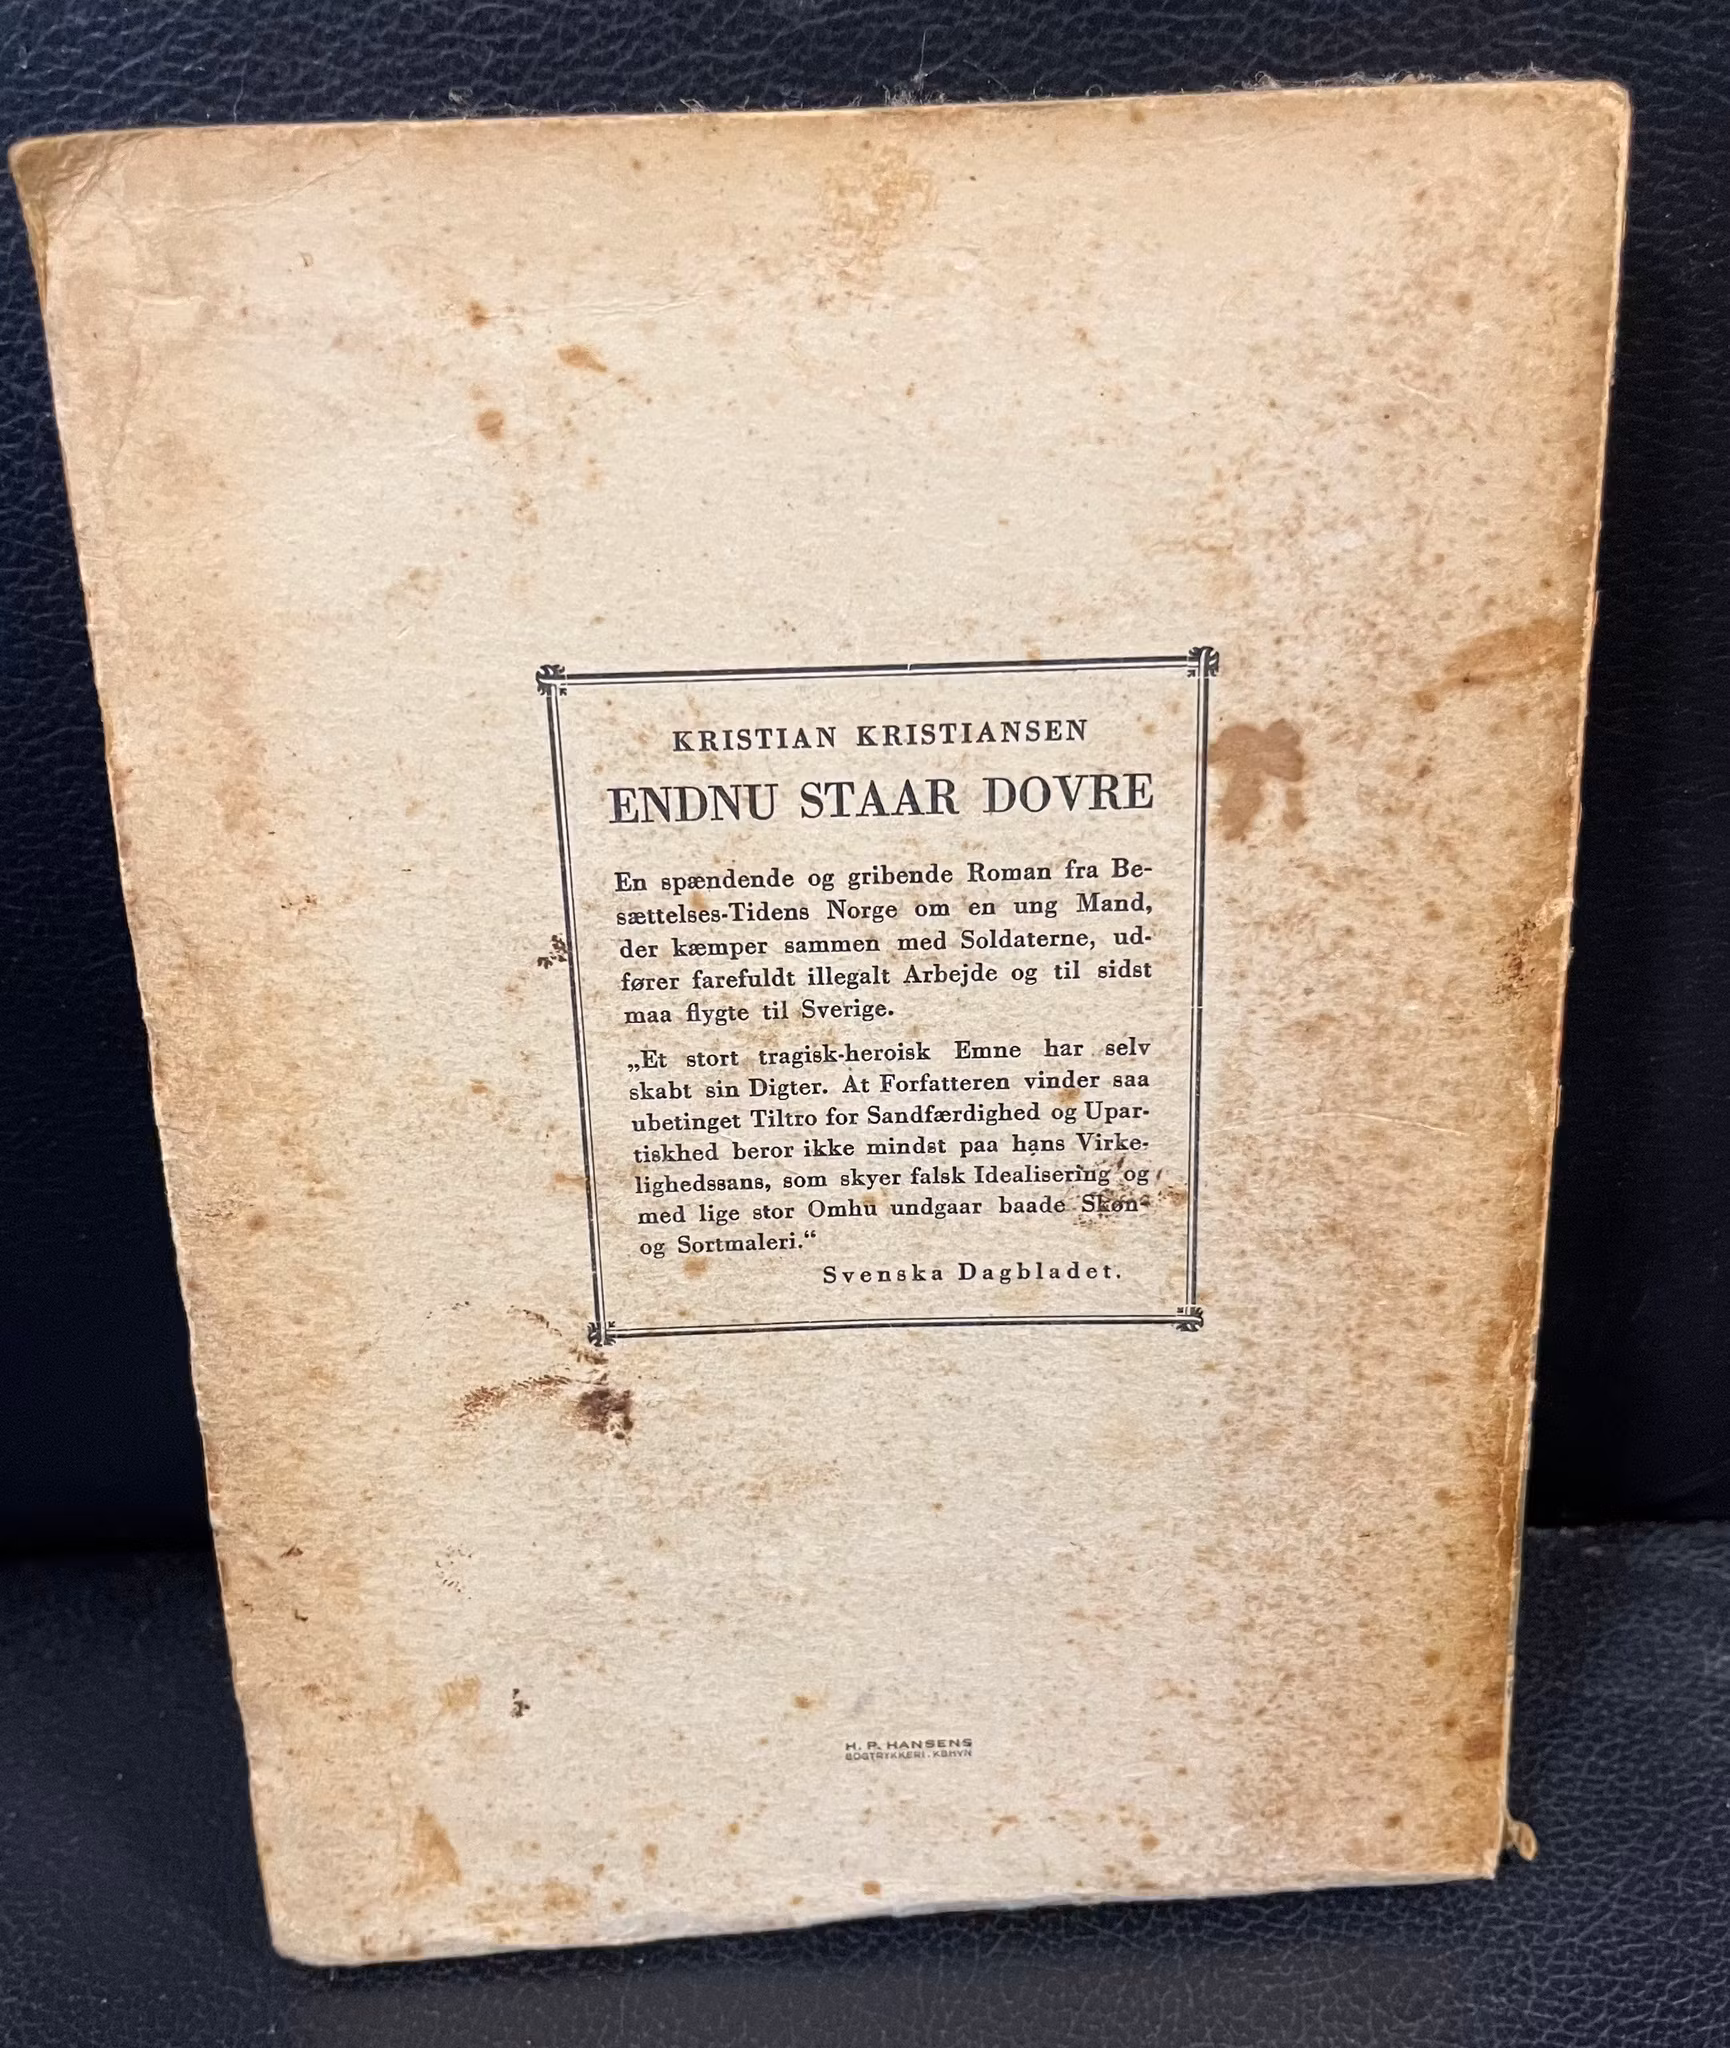 KRISTIAN KRISTIANSEN
ENDNU STAAR DOVRE
En spændende og gribende Roman fra Be-
sættelses-Tidens Norge om en ung Mand,
der kæmper sammen med Soldaterne, ud-
fører farefuldt illegalt Arbejde og til sidst
maa flygte til Sverige.
„Et stort tragisk-heroisk Emne har selv
skabt sin Digter. At Forfatteren vinder saa
ubetinget Tiltro for Sandfærdighed og Upar-
tiskhed beror ikke mindst paa hans Virke-
lighedssans, som skyer falsk Idealisering og
med lige stor Omhu undgaar baade Skøn-
og Sortmaleri.“
Svenska Dagbladet.
H. P. HANSENS
BOGTRYKKERI. KBHVN